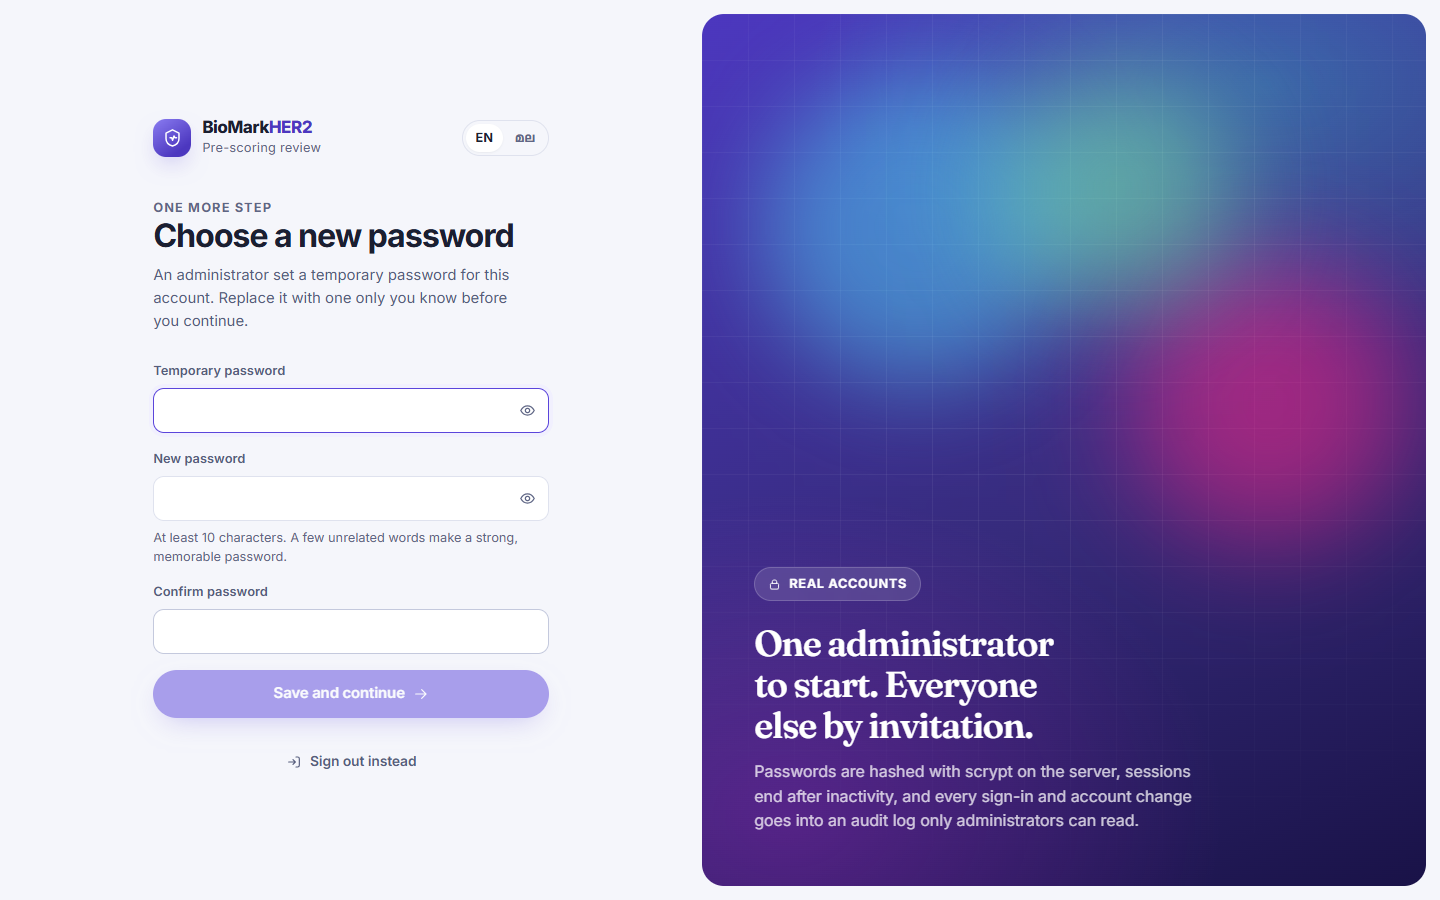 BioMarkHER2
Pre-scoring review
EN
മല
ONE MORE STEP
Choose a new password
An administrator set a temporary password for this
account. Replace it with one only you know before
you continue.
Temporary password
New password
At least 10 characters. A few unrelated words make a strong,
memorable password.
Confirm password
Save and continue
Sign out instead
REAL ACCOUNTS
One administrator
to start. Everyone
else by invitation.
Passwords are hashed with scrypt on the server, sessions
end after inactivity, and every sign-in and account change
goes into an audit log only administrators can read.